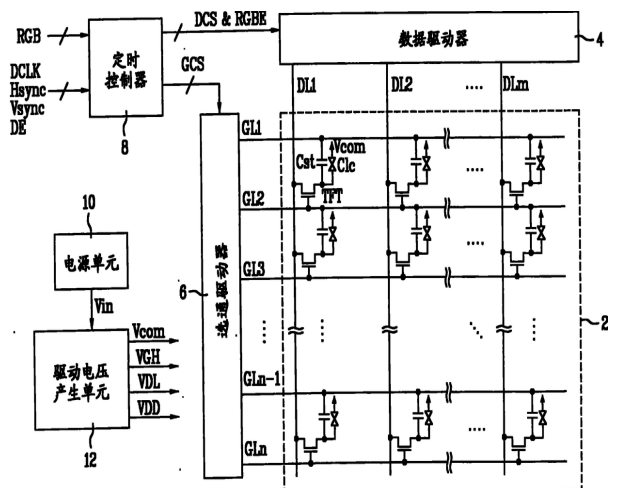 RGB
DCLK
Hsync
Vsync
DE
定时
控制器
8
DCS & RGBE
GCS
数据驱动器
4
DL1
DL2
....
DLm
GL1
Vcom
Cst
Clc
....
TFT
GL2
....
GL3
选通驱动器
6
10
电源单元
Vin
驱动电压
产生单元
12
Vcom
VGH
VDL
VDD
2
GLn-1
....
GLn